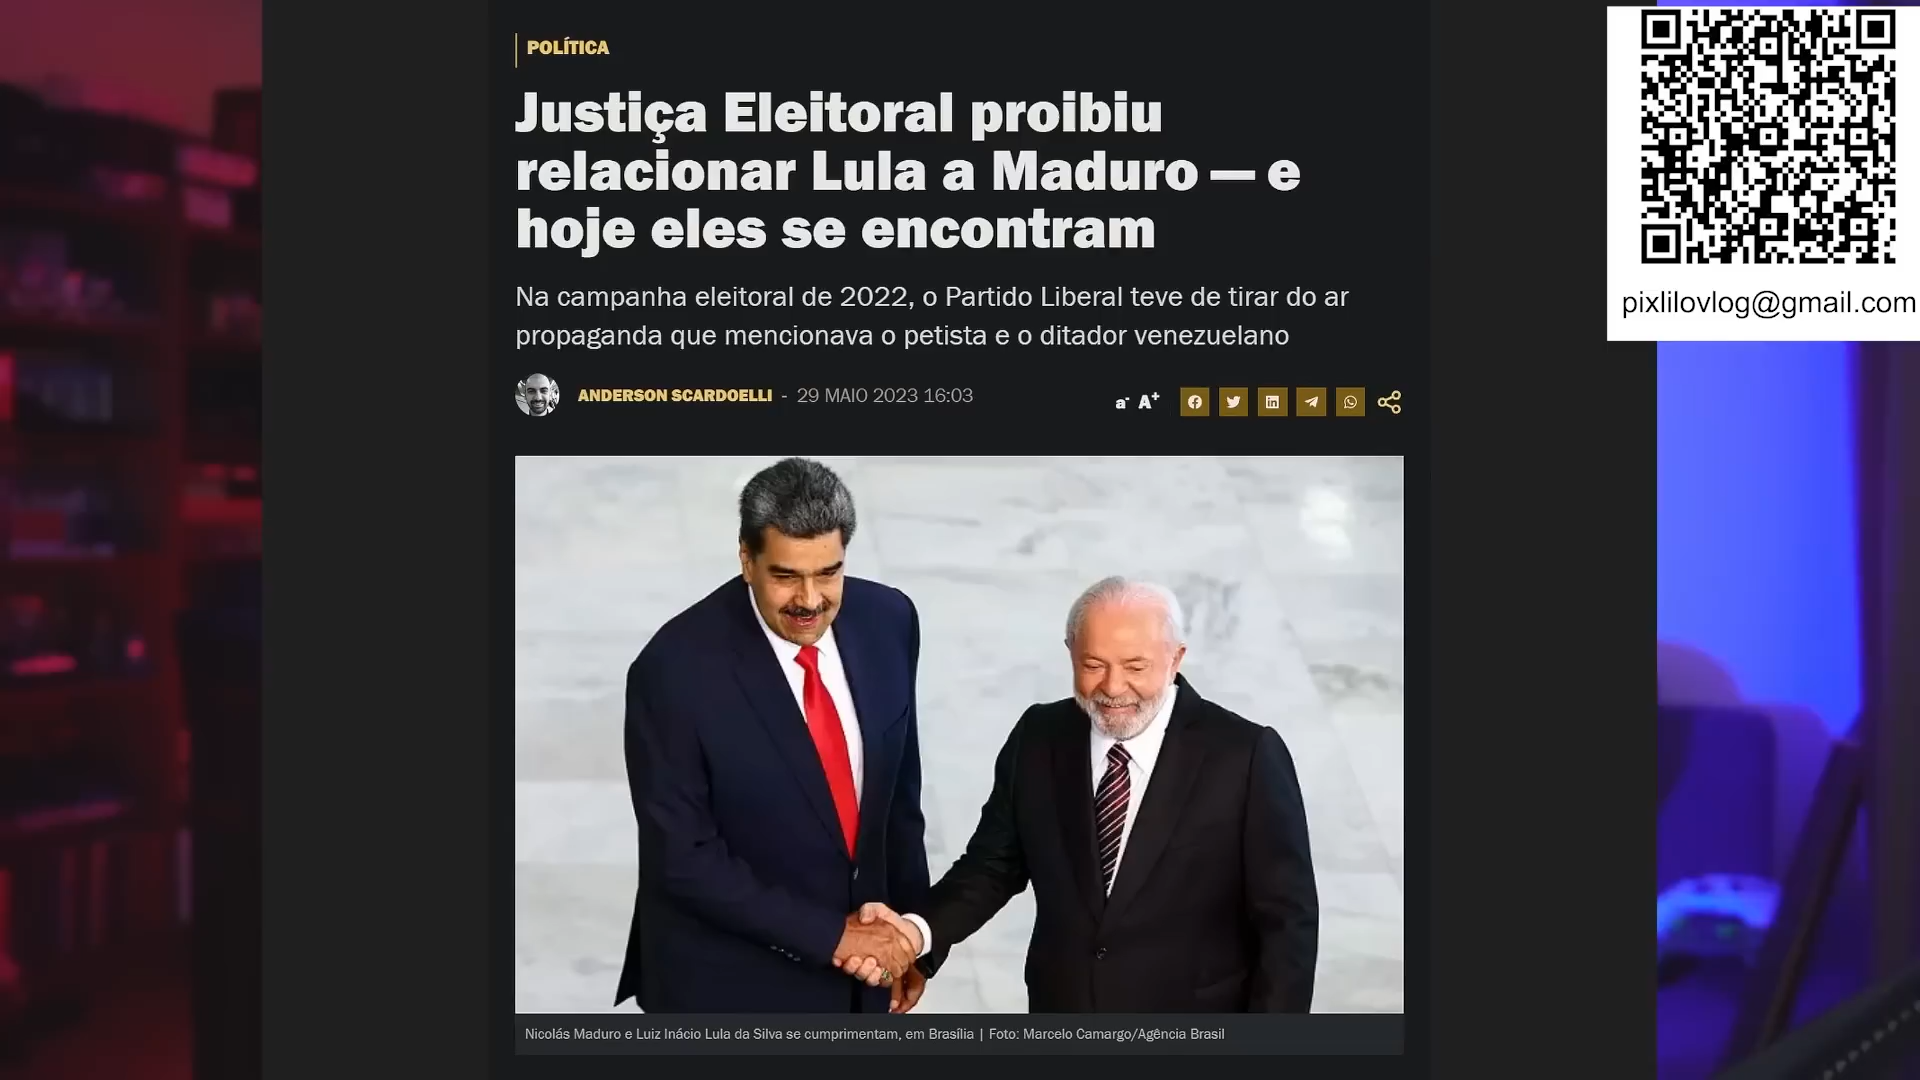 POLÍTICA
Justiça Eleitoral proibiu
relacionar Lula a Maduro — e
hoje eles se encontram
Na campanha eleitoral de 2022, o Partido Liberal teve de tirar do ar
propaganda que mencionava o petista e o ditador venezuelano
ANDERSON SCARDOELLI - 29 MAIO 2023 16:03
a- A+
Nicolás Maduro e Luiz Inácio Lula da Silva se cumprimentam, em Brasília | Foto: Marcelo Camargo/Agência Brasil
pixlilovlog@gmail.com